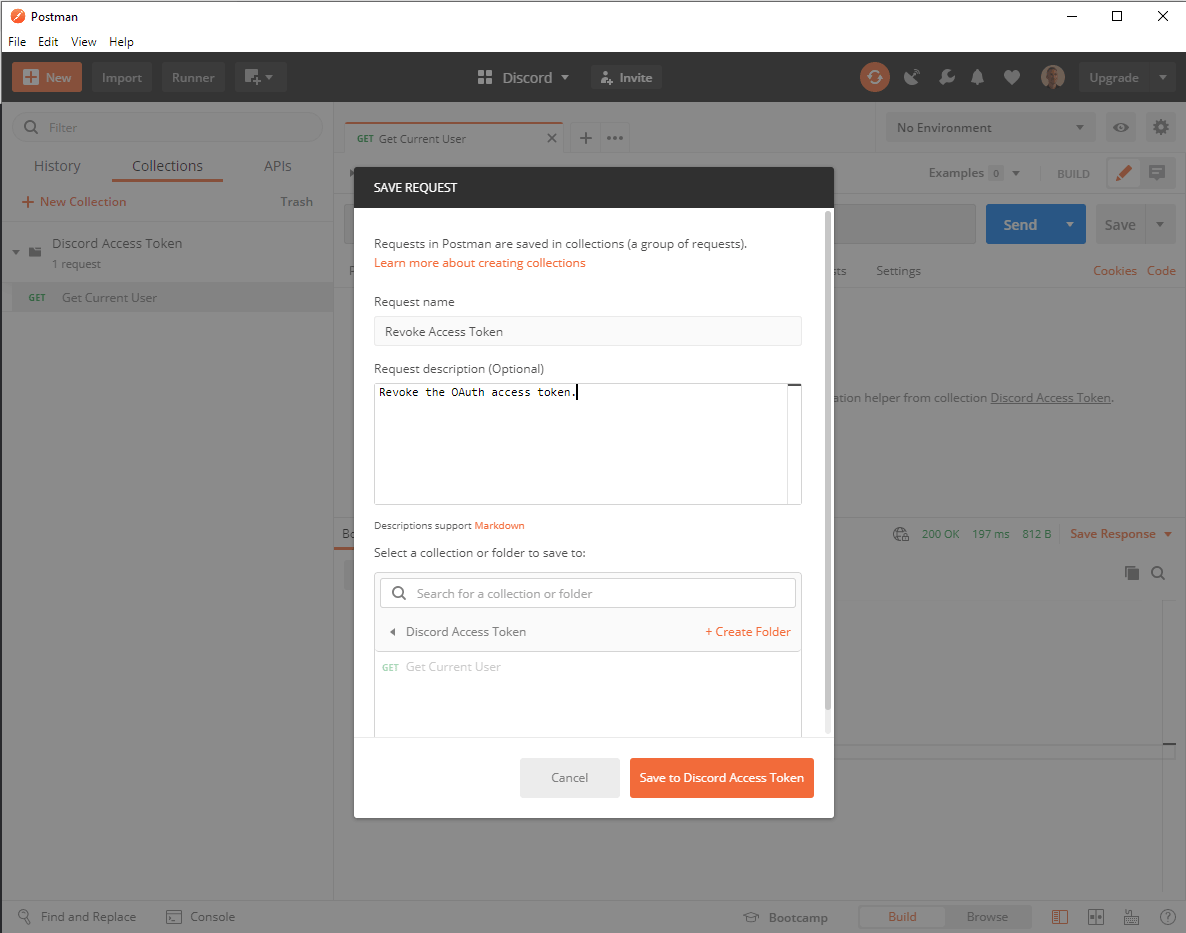 Postman
File Edit View Help
New Import Runner Discord Invite Upgrade
Filter
GET Get Current User
No Environment
History Collections APIs
Examples 0 BUILD
New Collection Trash
Send Save
Discord Access Token
1 request
Settings Cookies Code
GET Get Current User
SAVE REQUEST
Requests in Postman are saved in collections (a group of requests).
Learn more about creating collections
Request name
Revoke Access Token
Request description (Optional)
Revoke the OAuth access token.
ation helper from collection Discord Access Token.
Descriptions support Markdown
200 OK 197 ms 812 B Save Response
Select a collection or folder to save to:
Search for a collection or folder
Discord Access Token + Create Folder
GET Get Current User
Cancel Save to Discord Access Token
Find and Replace Console Bootcamp Build Browse